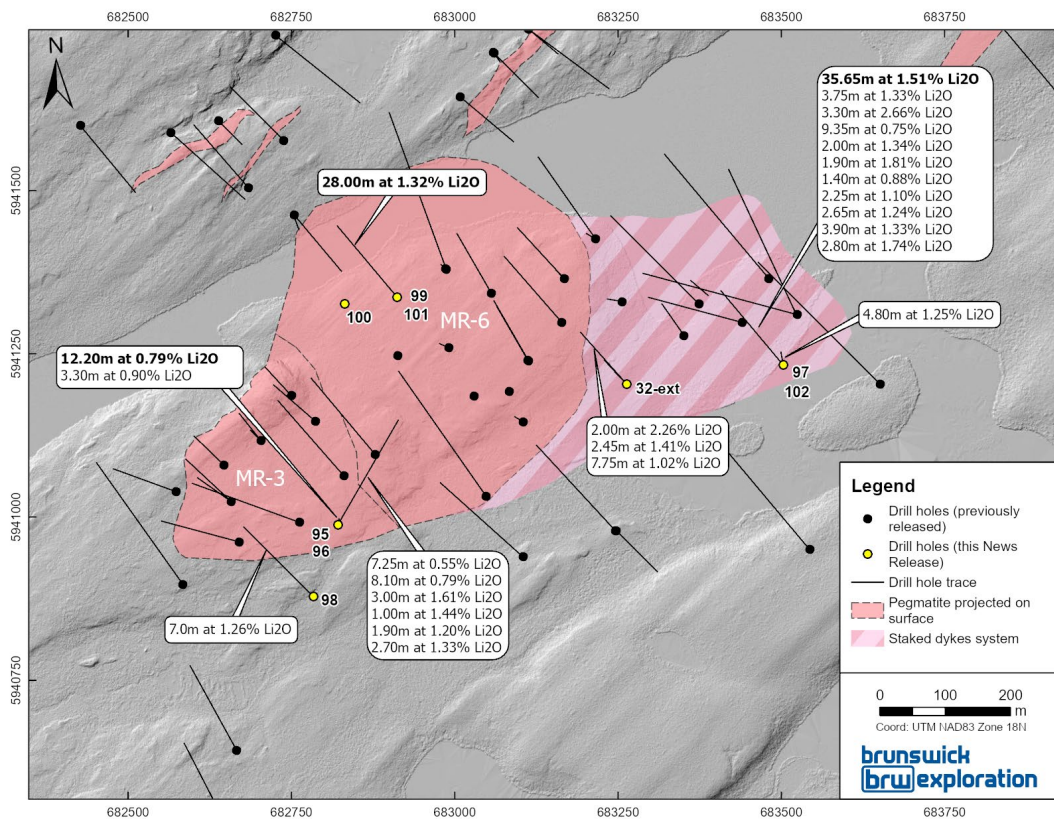 682500 682750 683000 683250 683500 683750
N
5941500
5941250
5941000
5940750
35.65m at 1.51% Li2O
3.75m at 1.33% Li2O
3.30m at 2.66% Li2O
9.35m at 0.75% Li2O
2.00m at 1.34% Li2O
1.90m at 1.81% Li2O
1.40m at 0.88% Li2O
2.25m at 1.10% Li2O
2.65m at 1.24% Li2O
3.90m at 1.33% Li2O
2.80m at 1.74% Li2O
28.00m at 1.32% Li2O
99
101
100
MR-6
4.80m at 1.25% Li2O
97
102
12.20m at 0.79% Li2O
3.30m at 0.90% Li2O
32-ext
2.00m at 2.26% Li2O
2.45m at 1.41% Li2O
7.75m at 1.02% Li2O
MR-3
95
96
7.25m at 0.55% Li2O
8.10m at 0.79% Li2O
3.00m at 1.61% Li2O
1.00m at 1.44% Li2O
1.90m at 1.20% Li2O
2.70m at 1.33% Li2O
98
7.0m at 1.26% Li2O
Legend
Drill holes (previously
released)
Drill holes (this News
Release)
Drill hole trace
Pegmatite projected on
surface
Staked dykes system
0 100 200
m
Coord: UTM NAD83 Zone 18N
brunswick
brw exploration
682500 682750 683000 683250 683500 683750